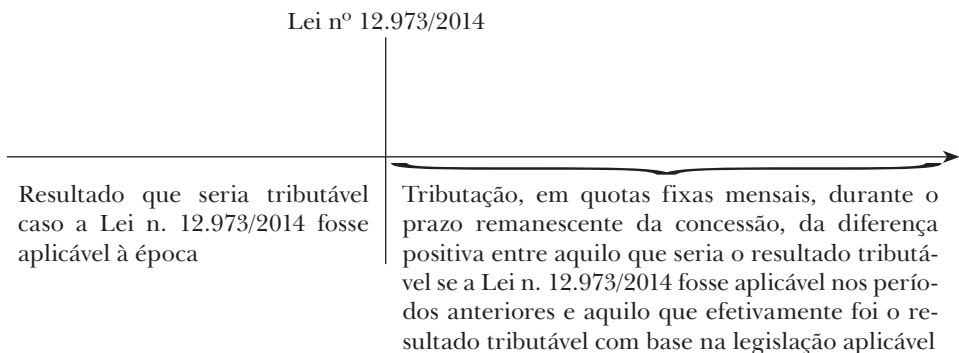 Lei nº 12.973/2014
Resultado que seria tributável
caso a Lei n. 12.973/2014 fosse
aplicável à época
Tributação, em quotas fixas mensais, durante o
prazo remanescente da concessão, da diferença
positiva entre aquilo que seria o resultado tributá-
vel se a Lei n. 12.973/2014 fosse aplicável nos perío-
dos anteriores e aquilo que efetivamente foi o re-
sultado tributável com base na legislação aplicável